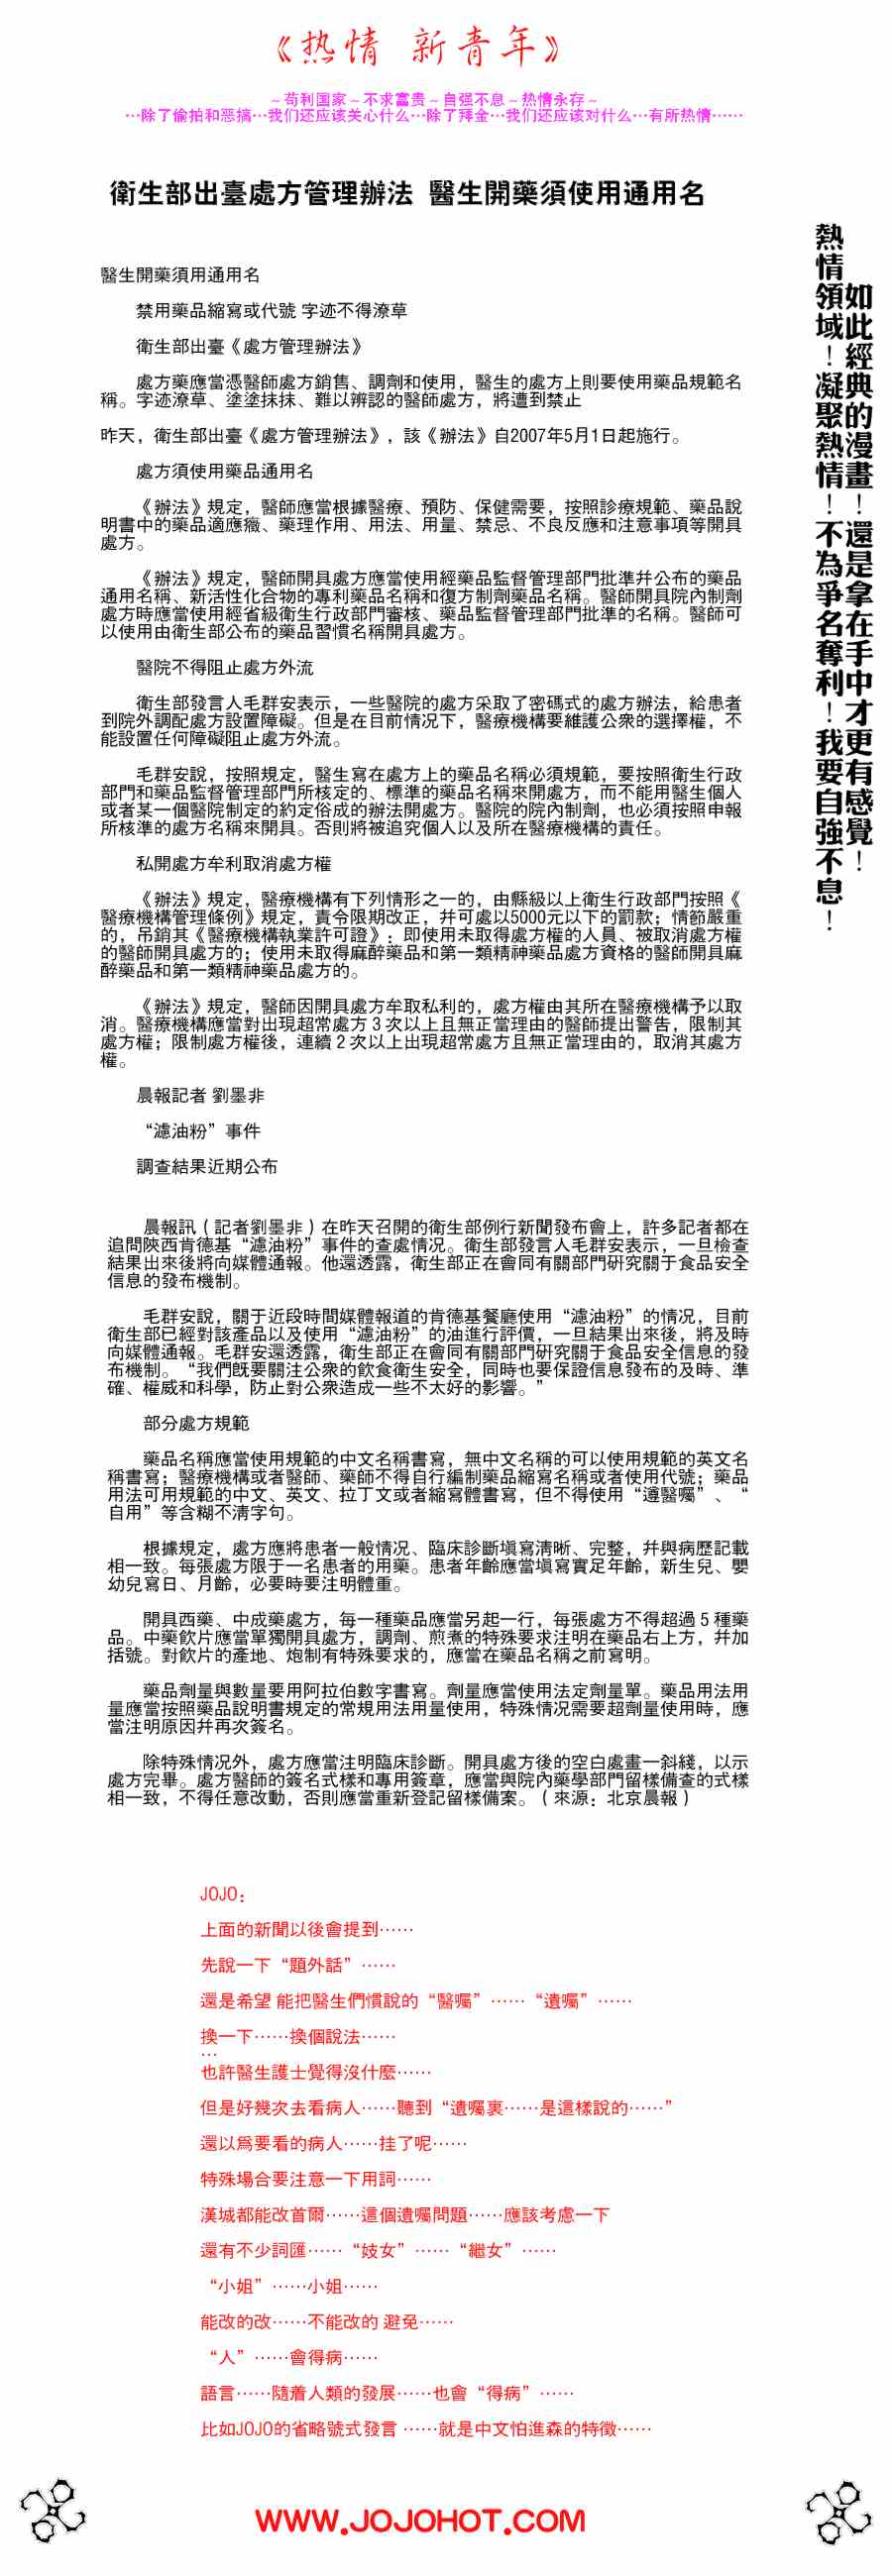 《热情 新青年》
～苟利国家～不求富贵～自强不息～热情永存～
…除了偷拍和恶搞…我们还应该关心什么…除了拜金…我们还应该对什么…有所热情……
衛生部出臺處方管理辦法 醫生開藥須使用通用名
如此經典的漫畫！還是拿在手中才更有感覺！
熱情領域！凝聚熱情！不為爭名奪利！我要自強不息！
醫生開藥須用通用名
禁用藥品縮寫或代號 字迹不得潦草
衛生部出臺《處方管理辦法》
處方藥應當憑醫師處方銷售、調劑和使用，醫生的處方上則要使用藥品規範名
稱。字迹潦草、塗塗抹抹、難以辨認的醫師處方，將遭到禁止
昨天，衛生部出臺《處方管理辦法》，該《辦法》自2007年5月1日起施行。
處方須使用藥品通用名
《辦法》規定，醫師應當根據醫療、預防、保健需要，按照診療規範、藥品說
明書中的藥品適應癥、藥理作用、用法、用量、禁忌、不良反應和注意事項等開具
處方。
《辦法》規定，醫師開具處方應當使用經藥品監督管理部門批準幷公布的藥品
通用名稱、新活性化合物的專利藥品名稱和復方制劑藥品名稱。醫師開具院內制劑
處方時應當使用經省級衛生行政部門審核、藥品監督管理部門批準的名稱。醫師可
以使用由衛生部公布的藥品習慣名稱開具處方。
醫院不得阻止處方外流
衛生部發言人毛群安表示，一些醫院的處方采取了密碼式的處方辦法，給患者
到院外調配處方設置障礙。但是在目前情况下，醫療機構要維護公衆的選擇權，不
能設置任何障礙阻止處方外流。
毛群安說，按照規定，醫生寫在處方上的藥品名稱必須規範，要按照衛生行政
部門和藥品監督管理部門所核定的、標準的藥品名稱來開處方，而不能用醫生個人
或者某一個醫院制定的約定俗成的辦法開處方。醫院的院內制劑，也必須按照申報
所核準的處方名稱來開具。否則將被追究個人以及所在醫療機構的責任。
私開處方牟利取消處方權
《辦法》規定，醫療機構有下列情形之一的，由縣級以上衛生行政部門按照《
醫療機構管理條例》規定，責令限期改正，幷可處以5000元以下的罰款；情節嚴重
的，吊銷其《醫療機構執業許可證》：即使用未取得處方權的人員、被取消處方權
的醫師開具處方的；使用未取得麻醉藥品和第一類精神藥品處方資格的醫師開具麻
醉藥品和第一類精神藥品處方的。
《辦法》規定，醫師因開具處方牟取私利的，處方權由其所在醫療機構予以取
消。醫療機構應當對出現超常處方３次以上且無正當理由的醫師提出警告，限制其
處方權；限制處方權後，連續２次以上出現超常處方且無正當理由的，取消其處方
權。
晨報記者 劉墨非
“濾油粉”事件
調查結果近期公布
晨報訊（記者劉墨非）在昨天召開的衛生部例行新聞發布會上，許多記者都在
追問陝西肯德基“濾油粉”事件的查處情况。衛生部發言人毛群安表示，一旦檢查
結果出來後將向媒體通報。他還透露，衛生部正在會同有關部門研究關于食品安全
信息的發布機制。
毛群安說，關于近段時間媒體報道的肯德基餐廳使用“濾油粉”的情况，目前
衛生部已經對該產品以及使用“濾油粉”的油進行評價，一旦結果出來後，將及時
向媒體通報。毛群安還透露，衛生部正在會同有關部門研究關于食品安全信息的發
布機制。“我們既要關注公衆的飲食衛生安全，同時也要保證信息發布的及時、準
確、權威和科學，防止對公衆造成一些不太好的影響。”
部分處方規範
藥品名稱應當使用規範的中文名稱書寫，無中文名稱的可以使用規範的英文名
稱書寫；醫療機構或者醫師、藥師不得自行編制藥品縮寫名稱或者使用代號；藥品
用法可用規範的中文、英文、拉丁文或者縮寫體書寫，但不得使用“遵醫囑”、“
自用”等含糊不清字句。
根據規定，處方應將患者一般情况、臨床診斷填寫清晰、完整，幷與病歷記載
相一致。每張處方限于一名患者的用藥。患者年齡應當填寫實足年齡，新生兒、嬰
幼兒寫日、月齡，必要時要注明體重。
開具西藥、中成藥處方，每一種藥品應當另起一行，每張處方不得超過５種藥
品。中藥飲片應當單獨開具處方，調劑、煎煮的特殊要求注明在藥品右上方，幷加
括號。對飲片的產地、炮制有特殊要求的，應當在藥品名稱之前寫明。
藥品劑量與數量要用阿拉伯數字書寫。劑量應當使用法定劑量單。藥品用法用
量應當按照藥品說明書規定的常規用法用量使用，特殊情况需要超劑量使用時，應
當注明原因幷再次簽名。
除特殊情况外，處方應當注明臨床診斷。開具處方後的空白處畫一斜綫，以示
處方完畢。處方醫師的簽名式樣和專用簽章，應當與院內藥學部門留樣備查的式樣
相一致，不得任意改動，否則應當重新登記留樣備案。（來源：北京晨報）
JOJO：
上面的新聞以後會提到……
先說一下“題外話”……
還是希望 能把醫生們慣說的“醫囑”……“遺囑”……
換一下……換個說法……
…
也許醫生護士覺得沒什麼……
但是好幾次去看病人……聽到“遺囑裏……是這樣說的……”
還以爲要看的病人……挂了呢……
特殊場合要注意一下用詞……
漢城都能改首爾……這個遺囑問題……應該考慮一下
還有不少詞匯……“妓女”……“繼女”……
“小姐”……小姐……
能改的改……不能改的 避免……
“人”……會得病……
語言……隨着人類的發展……也會“得病”……
比如JOJO的省略號式發言 ……就是中文怕進森的特徵……
WWW.JOJOHOT.COM